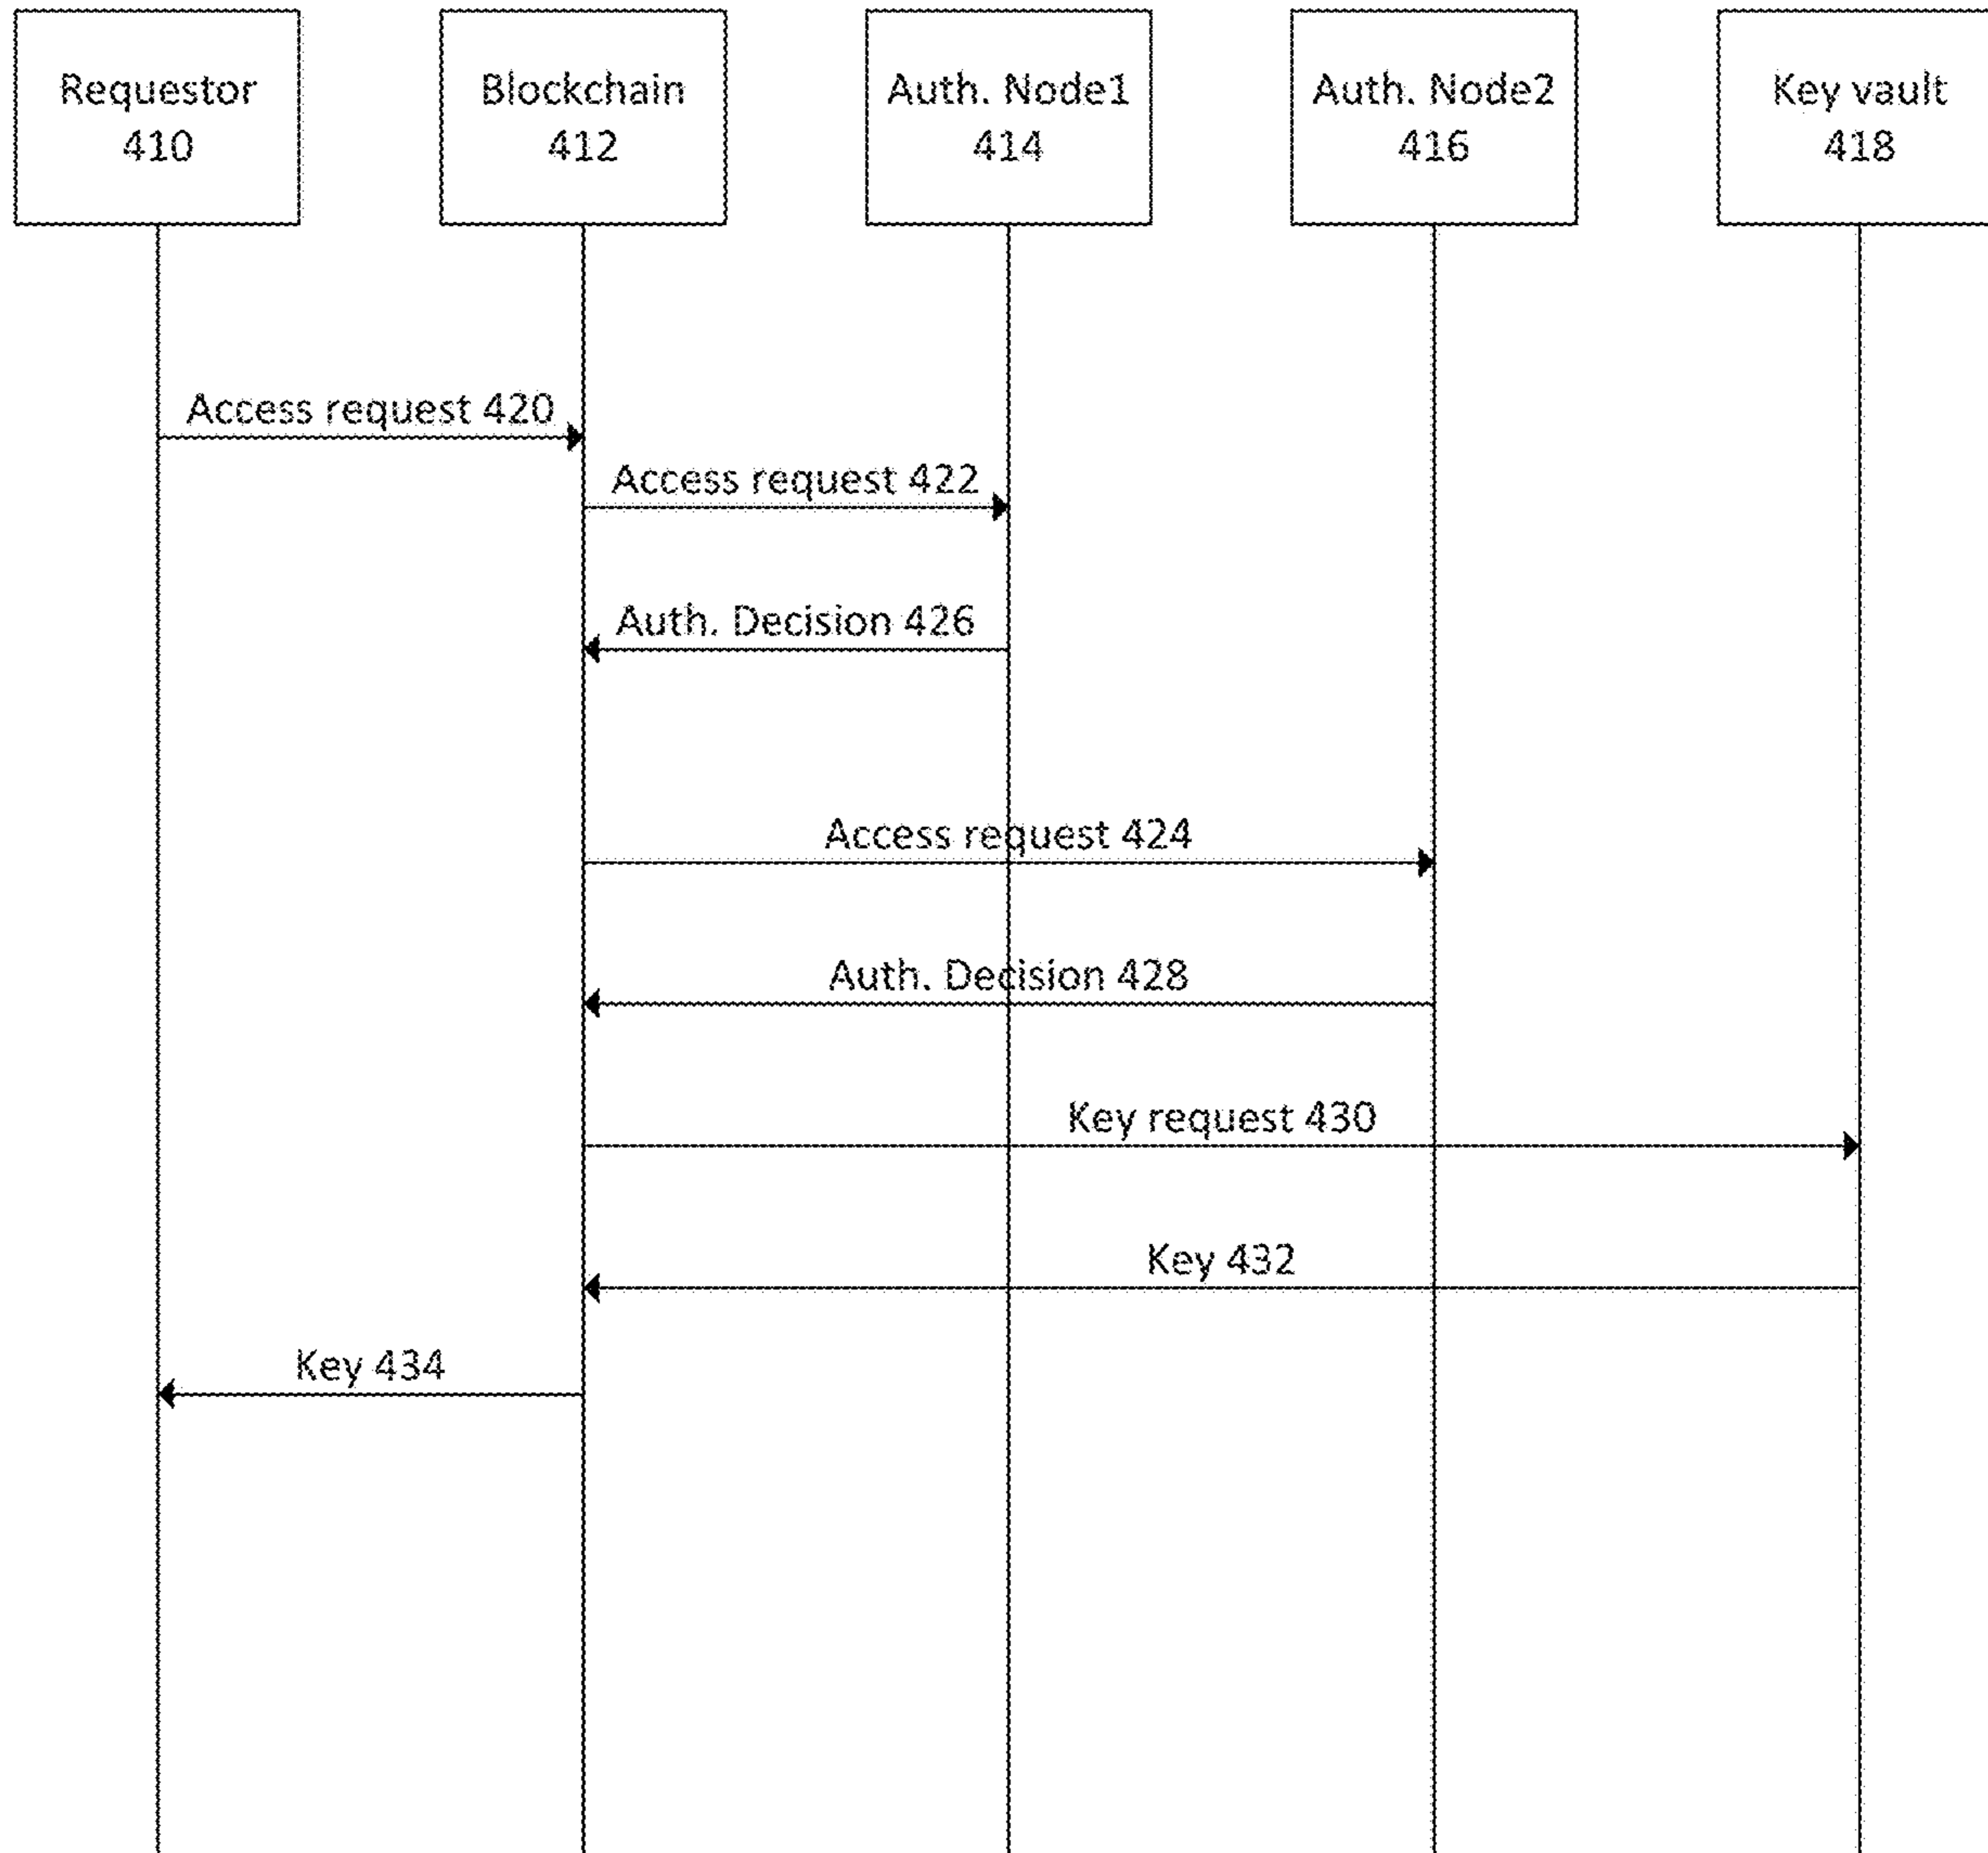 Requestor
410
Blockchain
412
Auth. Node1
414
Auth. Node2
416
Key vault
418
Access request 420
Access request 422
Auth. Decision 426
Access request 424
Auth. Decision 428
Key request 430
Key 432
Key 434